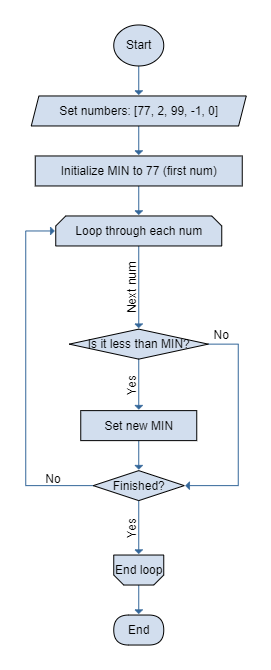 Start
Set numbers: [77, 2, 99, -1, 0]
Initialize MIN to 77 (first num)
Loop through each num
Next num
Is it less than MIN?
No
Yes
Set new MIN
Finished?
No
Yes
End loop
End